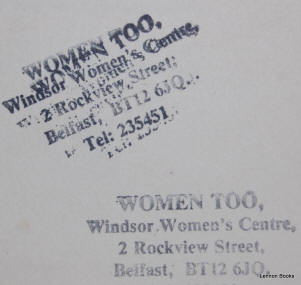 WOMEN TOO,
Windsor Women's Centre,
2 Rockview Street,
Belfast, BT12 6JQ.
Tel: 235451
WOMEN TOO,
Windsor Women's Centre,
2 Rockview Street,
Belfast, BT12 6JQ.
Lennon Books